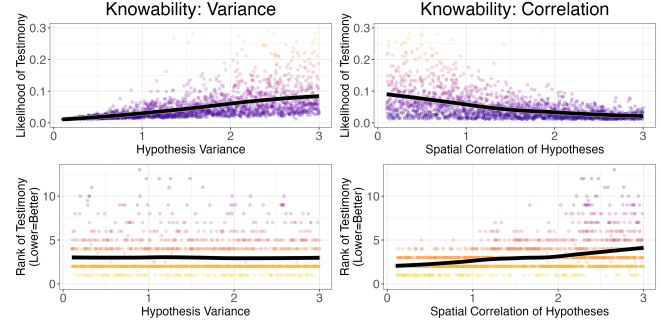 Knowability: Variance
Knowability: Correlation
Likelihood of Testimony
0.3
0.2
0.1
0.0
0
1
2
3
Hypothesis Variance
Likelihood of Testimony
0.3
0.2
0.1
0.0
0
1
2
3
Spatial Correlation of Hypotheses
Rank of Testimony
(Lower=Better)
10
5
0
0
1
2
3
Hypothesis Variance
Rank of Testimony
(Lower=Better)
10
5
0
0
1
2
3
Spatial Correlation of Hypotheses